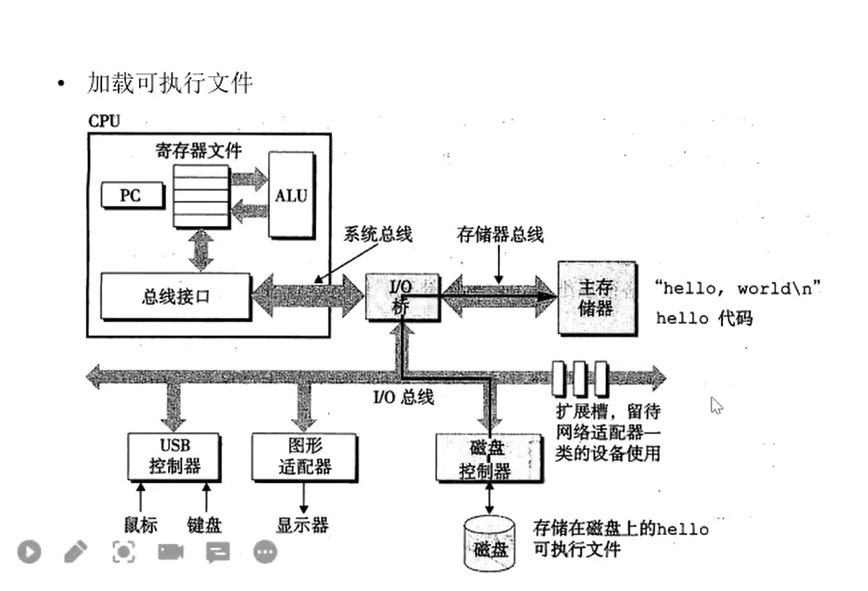 • 加载可执行文件
CPU
寄存器文件
PC
ALU
系统总线
存储器总线
总线接口
I/O
桥
主存
储器
“hello, world\n”
hello 代码
I/O 总线
扩展槽，留待
网络适配器一
类的设备使用
USB
控制器
图形
适配器
磁盘
控制器
鼠标
键盘
显示器
磁盘
存储在磁盘上的hello
可执行文件